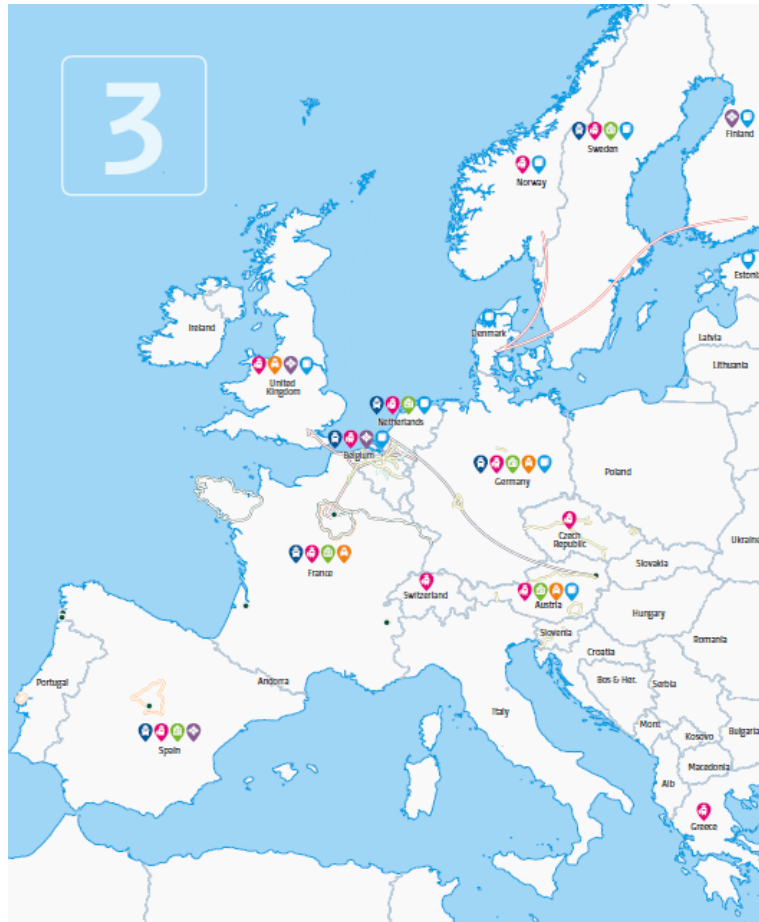 3
Finland
Sweden
Norway
Estonia
Denmark
Latvia
Ireland
Lithuania
United
Kingdom
Netherlands
Belgium
Germany
Poland
Czech
Republic
Ukraine
Slovakia
France
Switzerland
Austria
Hungary
Slovenia
Romania
Croatia
Portugal
Andorra
Bos & Her.
Serbia
Italy
Mont
Kosovo
Bulgaria
Spain
Macedonia
Alb
Greece